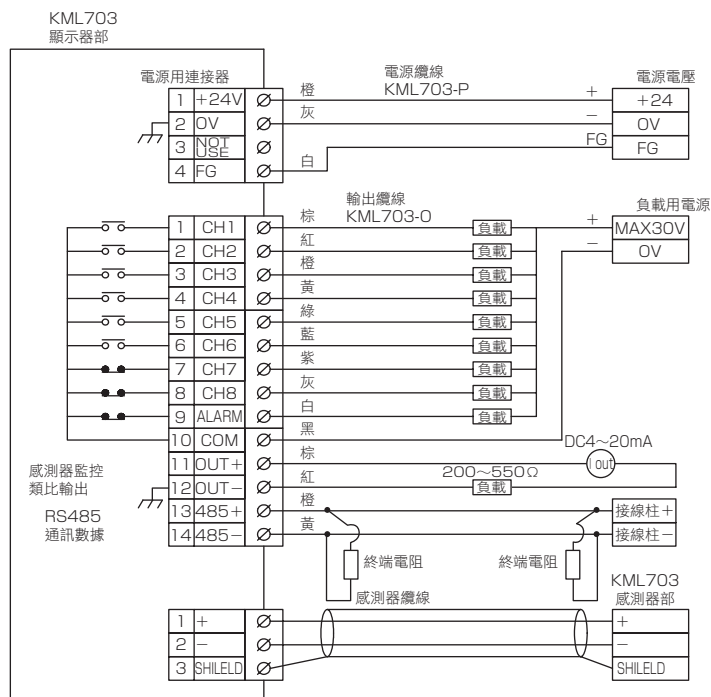 KML703
顯示器部
電源用連接器
電源纜線
KML703-P
電源電壓
1 +24V 橙 + +24
2 0V 灰 − 0V
3 NOT USE
4 FG 白 FG FG
輸出纜線
KML703-O
負載用電源
1 CH1 棕 負載 + MAX30V
2 CH2 紅 負載 − 0V
3 CH3 橙 負載
4 CH4 黃 負載
5 CH5 綠 負載
6 CH6 藍 負載
7 CH7 紫 負載
8 CH8 灰 負載
9 ALARM 白 負載
10 COM 黑
DC4~20mA
11 OUT+ 棕 I out
200~550Ω
12 OUT− 紅 負載
13 485+ 橙 接線柱+
14 485− 黃 接線柱−
感測器監控
類比輸出
RS485
通訊數據
終端電阻 終端電阻
感測器纜線
KML703
感測器部
1 + +
2 − −
3 SHILELD SHILELD